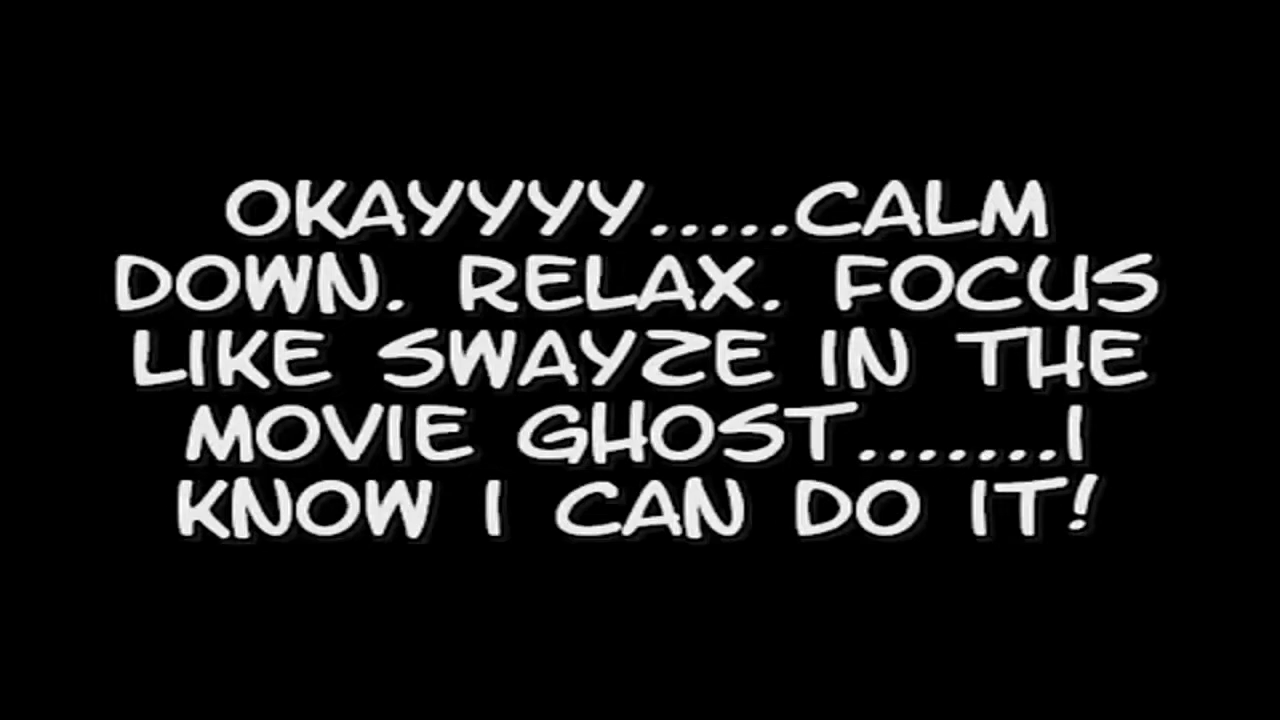 OKAYYYY.....CALM
DOWN. RELAX. FOCUS
LIKE SWAYZE IN THE
MOVIE GHOST.......I
KNOW I CAN DO IT!